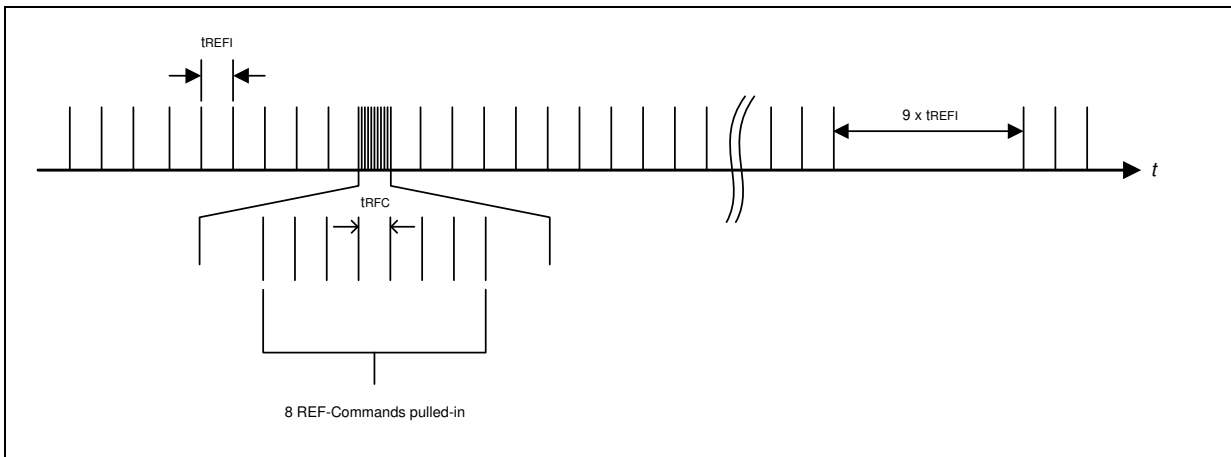 tREFI
9 x tREFI
t
tRFC
8 REF-Commands pulled-in